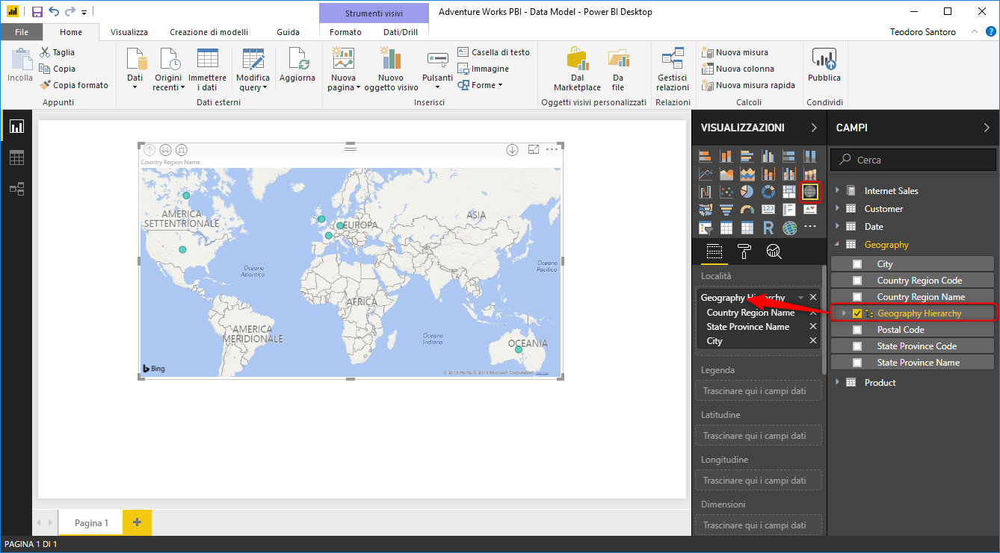 Strumenti visivi
Adventure Works PBI - Data Model - Power BI Desktop
File
Home
Visualizza
Creazione di modelli
Guida
Formato
Dati/Drill
Teodoro Santoro
?
Incolla
Taglia
Copia
Copia formato
Appunti
Dati
Origini
recenti
Immettere
i dati
Modifica
query
Aggiorna
Dati esterni
Nuova
pagina
Nuovo
oggetto visivo
Pulsanti
Casella di testo
Immagine
Forme
Inserisci
Dal
Marketplace
Da
file
Oggetti visivi personalizzati
Gestisci
relazioni
Relazioni
Nuova misura
Nuova colonna
Nuova misura rapida
Calcoli
Pubblica
Condividi
Country Region Name
AMERICA
SETTENTRIONALE
EUROPA
ASIA
Oceano
Atlantico
Oceano
Pacifico
AFRICA
AMERICA
MERIDIONALE
Oceano
Indiano
OCEANIA
Bing
VISUALIZZAZIONI
123
R
Località
Geography Hierarchy
Country Region Name
State Province Name
City
Legenda
Trascinare qui i campi dati
Latitudine
Trascinare qui i campi dati
Longitudine
Trascinare qui i campi dati
Dimensioni
Trascinare qui i campi dati
CAMPI
Cerca
Internet Sales
Customer
Date
Geography
City
Country Region Code
Country Region Name
Geography Hierarchy
Postal Code
State Province Code
State Province Name
Product
Pagina 1
PAGINA 1 DI 1